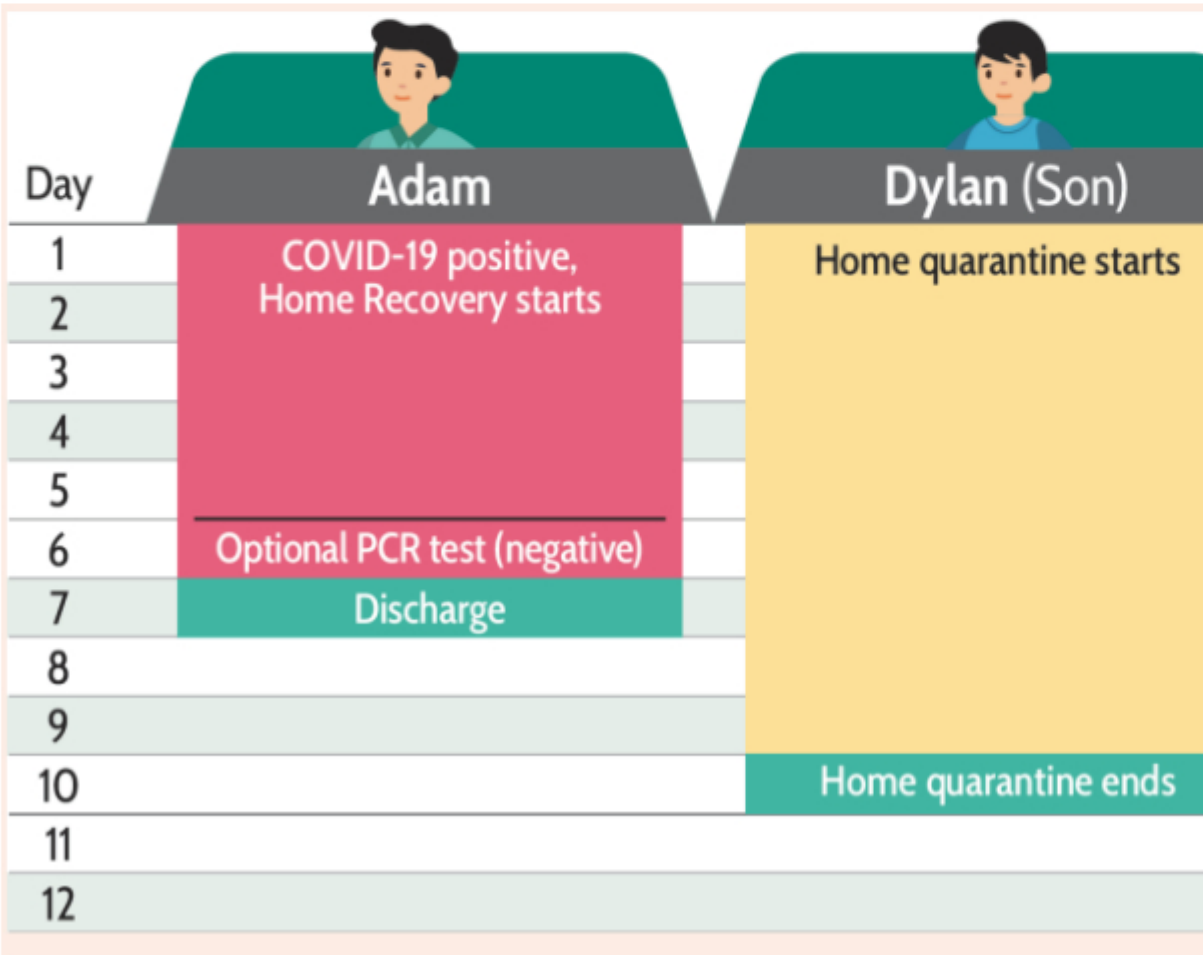 Day
Adam
Dylan (Son)
1
COVID-19 positive,
Home Recovery starts
Home quarantine starts
2
3
4
5
6
Optional PCR test (negative)
7
Discharge
8
9
10
Home quarantine ends
11
12